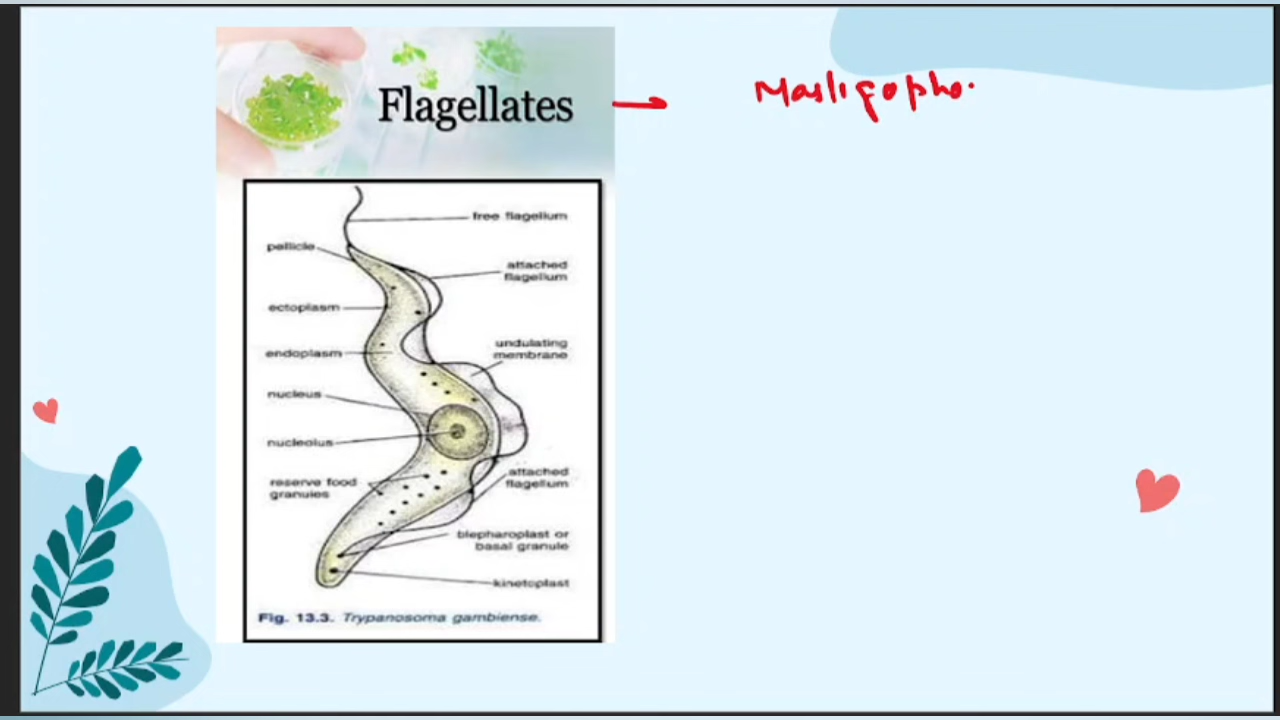 Flagellates
Mastigopho.
free flagellum
pellicle
attached
flagellum
ectoplasm
undulating
membrane
endoplasm
nucleus
nucleolus
attached
flagellum
reserve food
granules
blepharoplast or
basal granule
kinetoplast
Fig. 13.3. Trypanosoma gambiense.